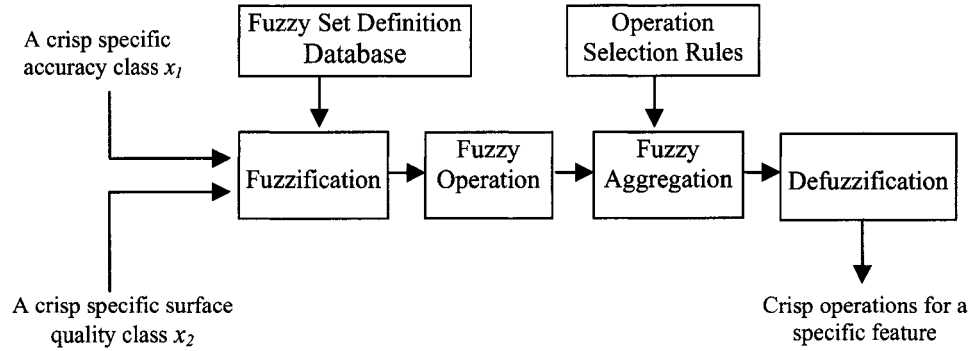 A crisp specific
accuracy class x1
Fuzzy Set Definition
Database
Operation
Selection Rules
Fuzzification
Fuzzy
Operation
Fuzzy
Aggregation
Defuzzification
A crisp specific surface
quality class x2
Crisp operations for a
specific feature